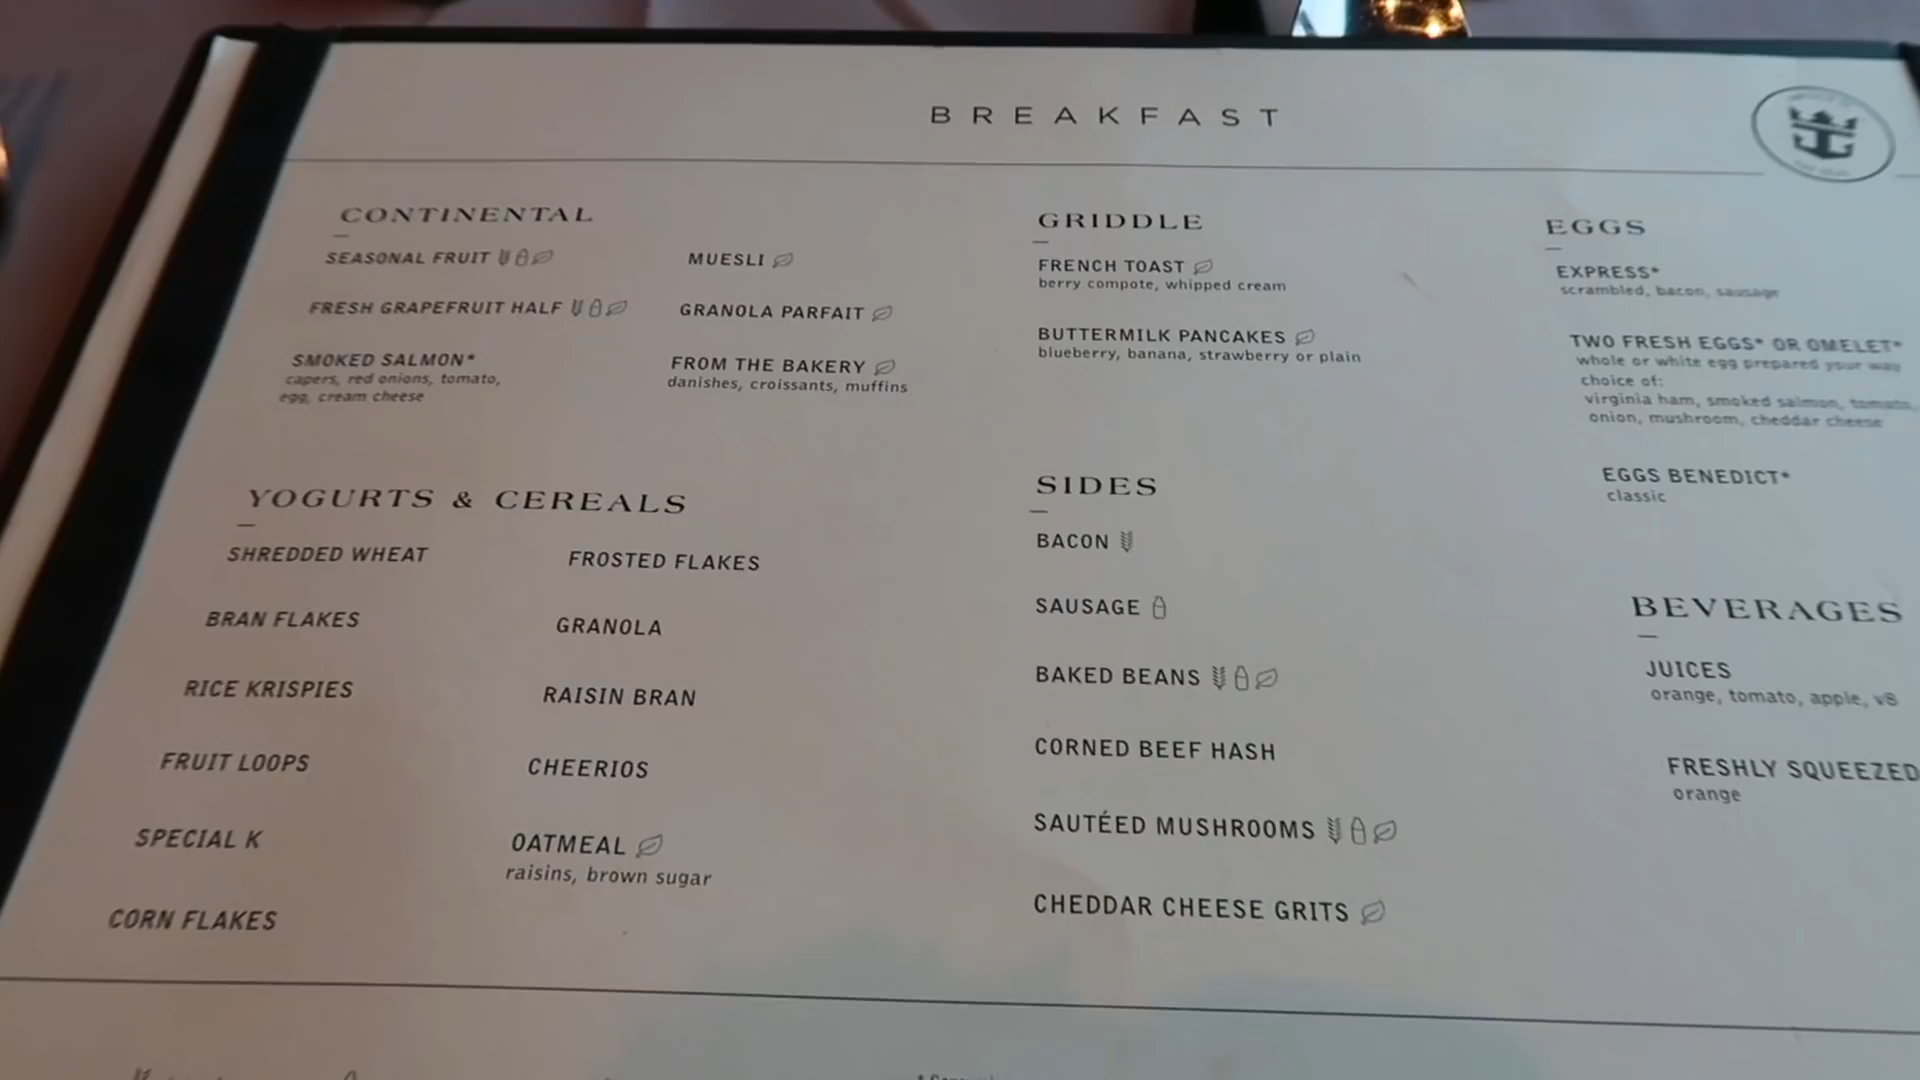 BREAKFAST
CONTINENTAL
SEASONAL FRUIT
FRESH GRAPEFRUIT HALF
SMOKED SALMON*
capers, red onions, tomato,
egg, cream cheese
MUESLI
GRANOLA PARFAIT
FROM THE BAKERY
danishes, croissants, muffins
YOGURTS & CEREALS
SHREDDED WHEAT
BRAN FLAKES
RICE KRISPIES
FRUIT LOOPS
SPECIAL K
CORN FLAKES
FROSTED FLAKES
GRANOLA
RAISIN BRAN
CHEERIOS
OATMEAL
raisins, brown sugar
GRIDDLE
FRENCH TOAST
berry compote, whipped cream
BUTTERMILK PANCAKES
blueberry, banana, strawberry or plain
SIDES
BACON
SAUSAGE
BAKED BEANS
CORNED BEEF HASH
SAUTÉED MUSHROOMS
CHEDDAR CHEESE GRITS
EGGS
EXPRESS*
scrambled, bacon, sausage
TWO FRESH EGGS* OR OMELET*
whole or white egg prepared your way
choice of:
virginia ham, smoked salmon, tomato,
onion, mushroom, cheddar cheese
EGGS BENEDICT*
classic
BEVERAGES
JUICES
orange, tomato, apple, v8
FRESHLY SQUEEZED
orange